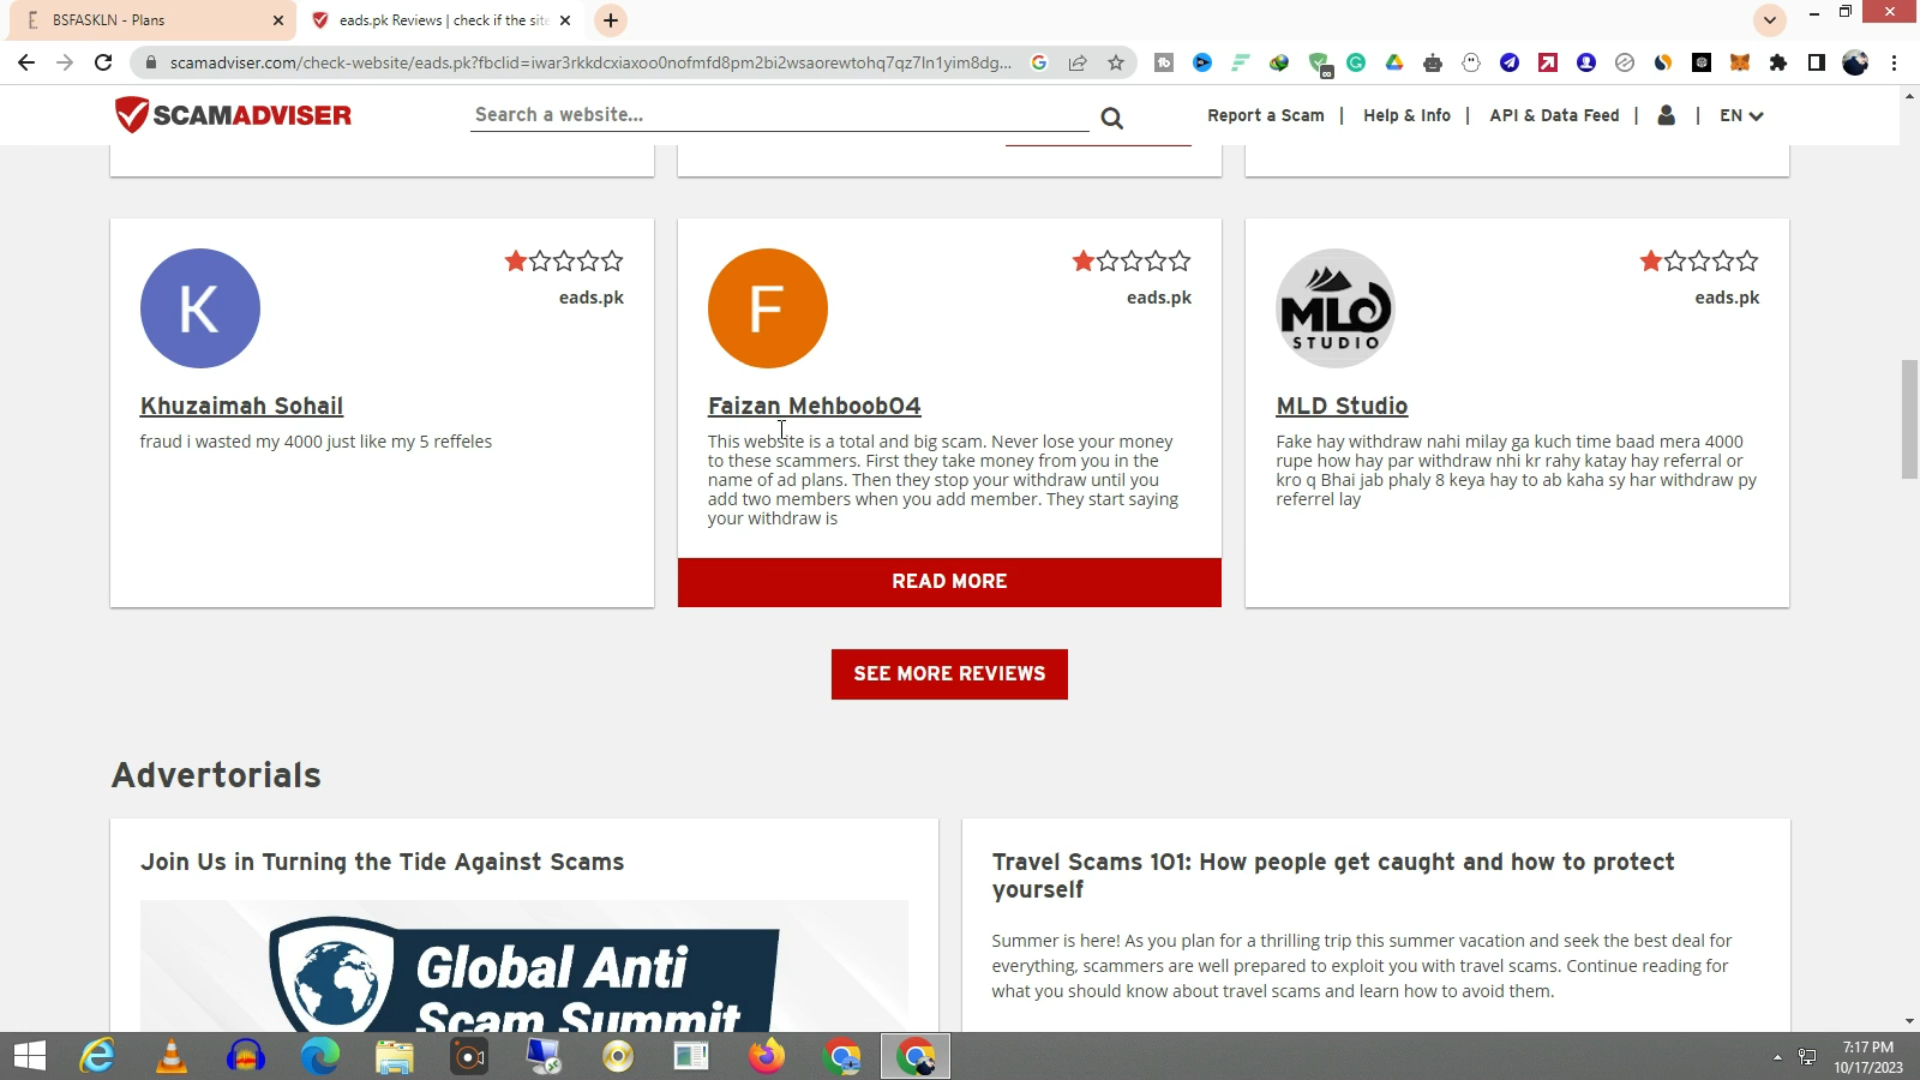 BSFASKLN - Plans
eads.pk Reviews | check if the site
scamadviser.com/check-website/eads.pk?fbclid=iwar3rkkdcxiaxoo0nofmfd8pm2bi2wsaorewtohq7qz7ln1yim8dg...
SCAMADVISER
Search a website...
Report a Scam |
Help & Info |
API & Data Feed |
|
EN
K
eads.pk
Khuzaimah Sohail
fraud i wasted my 4000 just like my 5 reffeles
F
eads.pk
Faizan Mehboob04
This website is a total and big scam. Never lose your money
to these scammers. First they take money from you in the
name of ad plans. Then they stop your withdraw until you
add two members when you add member. They start saying
your withdraw is
READ MORE
MLD
STUDIO
eads.pk
MLD Studio
Fake hay withdraw nahi milay ga kuch time baad mera 4000
rupe how hay par withdraw nhi kr rahy katay hay referral or
kro q Bhai jab phaly 8 keya hay to ab kaha sy har withdraw py
referrel lay
SEE MORE REVIEWS
Advertorials
Join Us in Turning the Tide Against Scams
Global Anti
Scam Summit
Travel Scams 101: How people get caught and how to protect
yourself
Summer is here! As you plan for a thrilling trip this summer vacation and seek the best deal for
everything, scammers are well prepared to exploit you with travel scams. Continue reading for
what you should know about travel scams and learn how to avoid them.
7:17 PM
10/17/2023